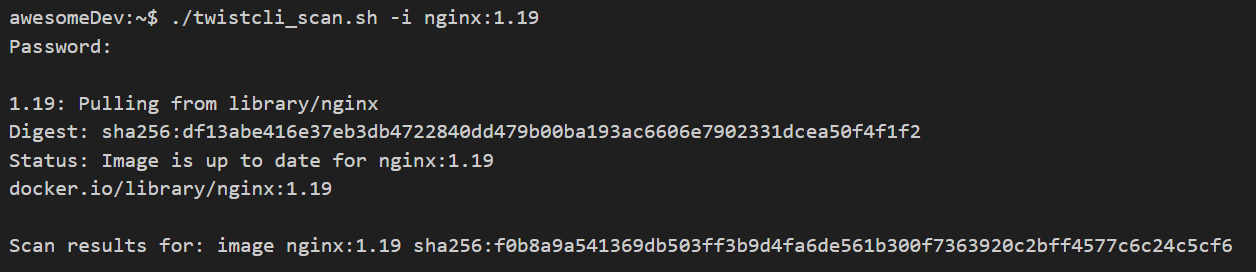 awesomeDev:~$ ./twistcli_scan.sh -i nginx:1.19
Password:
1.19: Pulling from library/nginx
Digest: sha256:df13abe416e37eb3db4722840dd479b00ba193ac6606e7902331dcea50f4f1f2
Status: Image is up to date for nginx:1.19
docker.io/library/nginx:1.19
Scan results for: image nginx:1.19 sha256:f0b8a9a541369db503ff3b9d4fa6de561b300f7363920c2bff4577c6c24c5cf6